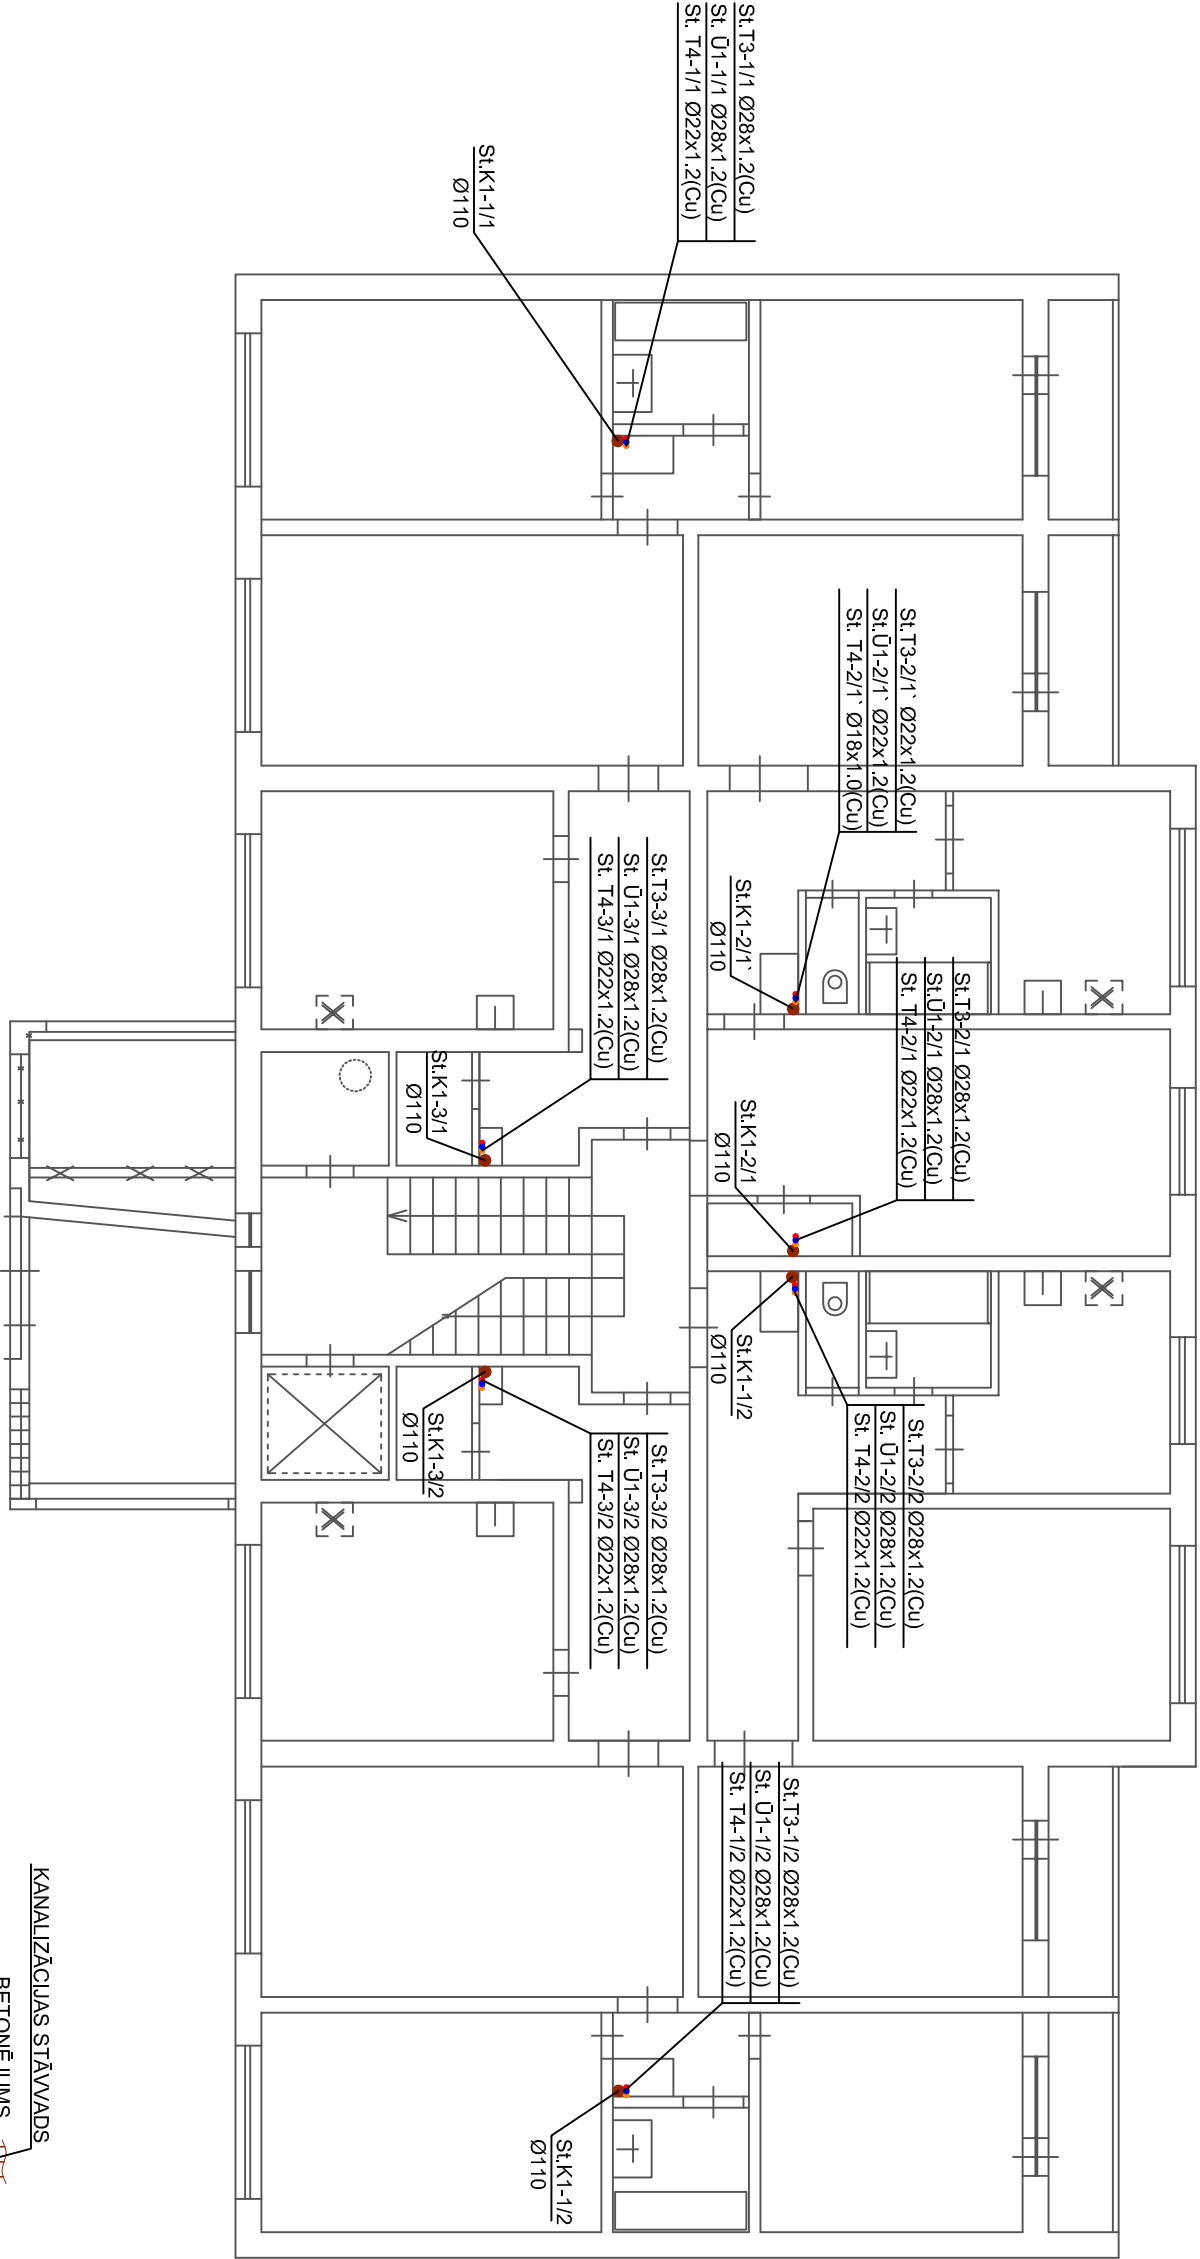 St.T3-1/1 Ø28x1.2(Cu)
St. Ū1-1/1 Ø28x1.2(Cu)
St. T4-1/1 Ø22x1.2(Cu)
St.K1-1/1
Ø110
St.T3-2/1` Ø22x1.2(Cu)
St.Ū1-2/1` Ø22x1.2(Cu)
St. T4-2/1` Ø18x1.0(Cu)
St.K1-2/1`
Ø110
St.T3-3/1 Ø28x1.2(Cu)
St. Ū1-3/1 Ø28x1.2(Cu)
St. T4-3/1 Ø22x1.2(Cu)
St.K1-3/1
Ø110
St.T3-2/1 Ø28x1.2(Cu)
St.Ū1-2/1 Ø28x1.2(Cu)
St. T4-2/1 Ø22x1.2(Cu)
St.K1-2/1
Ø110
St.K1-1/2
Ø110
St.T3-2/2 Ø28x1.2(Cu)
St. Ū1-2/2 Ø28x1.2(Cu)
St. T4-2/2 Ø22x1.2(Cu)
St.K1-3/2
Ø110
St.T3-3/2 Ø28x1.2(Cu)
St. Ū1-3/2 Ø28x1.2(Cu)
St. T4-3/2 Ø22x1.2(Cu)
St.T3-1/2 Ø28x1.2(Cu)
St. Ū1-1/2 Ø28x1.2(Cu)
St. T4-1/2 Ø22x1.2(Cu)
St.K1-1/2
Ø110
KANALIZĀCIJAS STĀVVADS
BETONĒJUMS